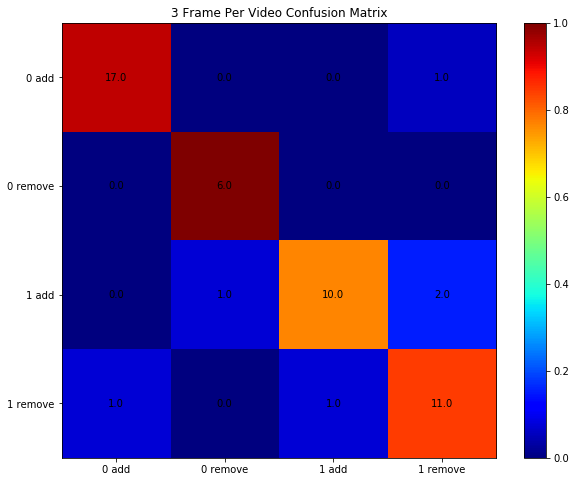 3 Frame Per Video Confusion Matrix
0 add 17.0 0.0 0.0 1.0
0 remove 0.0 6.0 0.0 0.0
1 add 0.0 1.0 10.0 2.0
1 remove 1.0 0.0 1.0 11.0
0 add 0 remove 1 add 1 remove
1.0
0.8
0.6
0.4
0.2
0.0